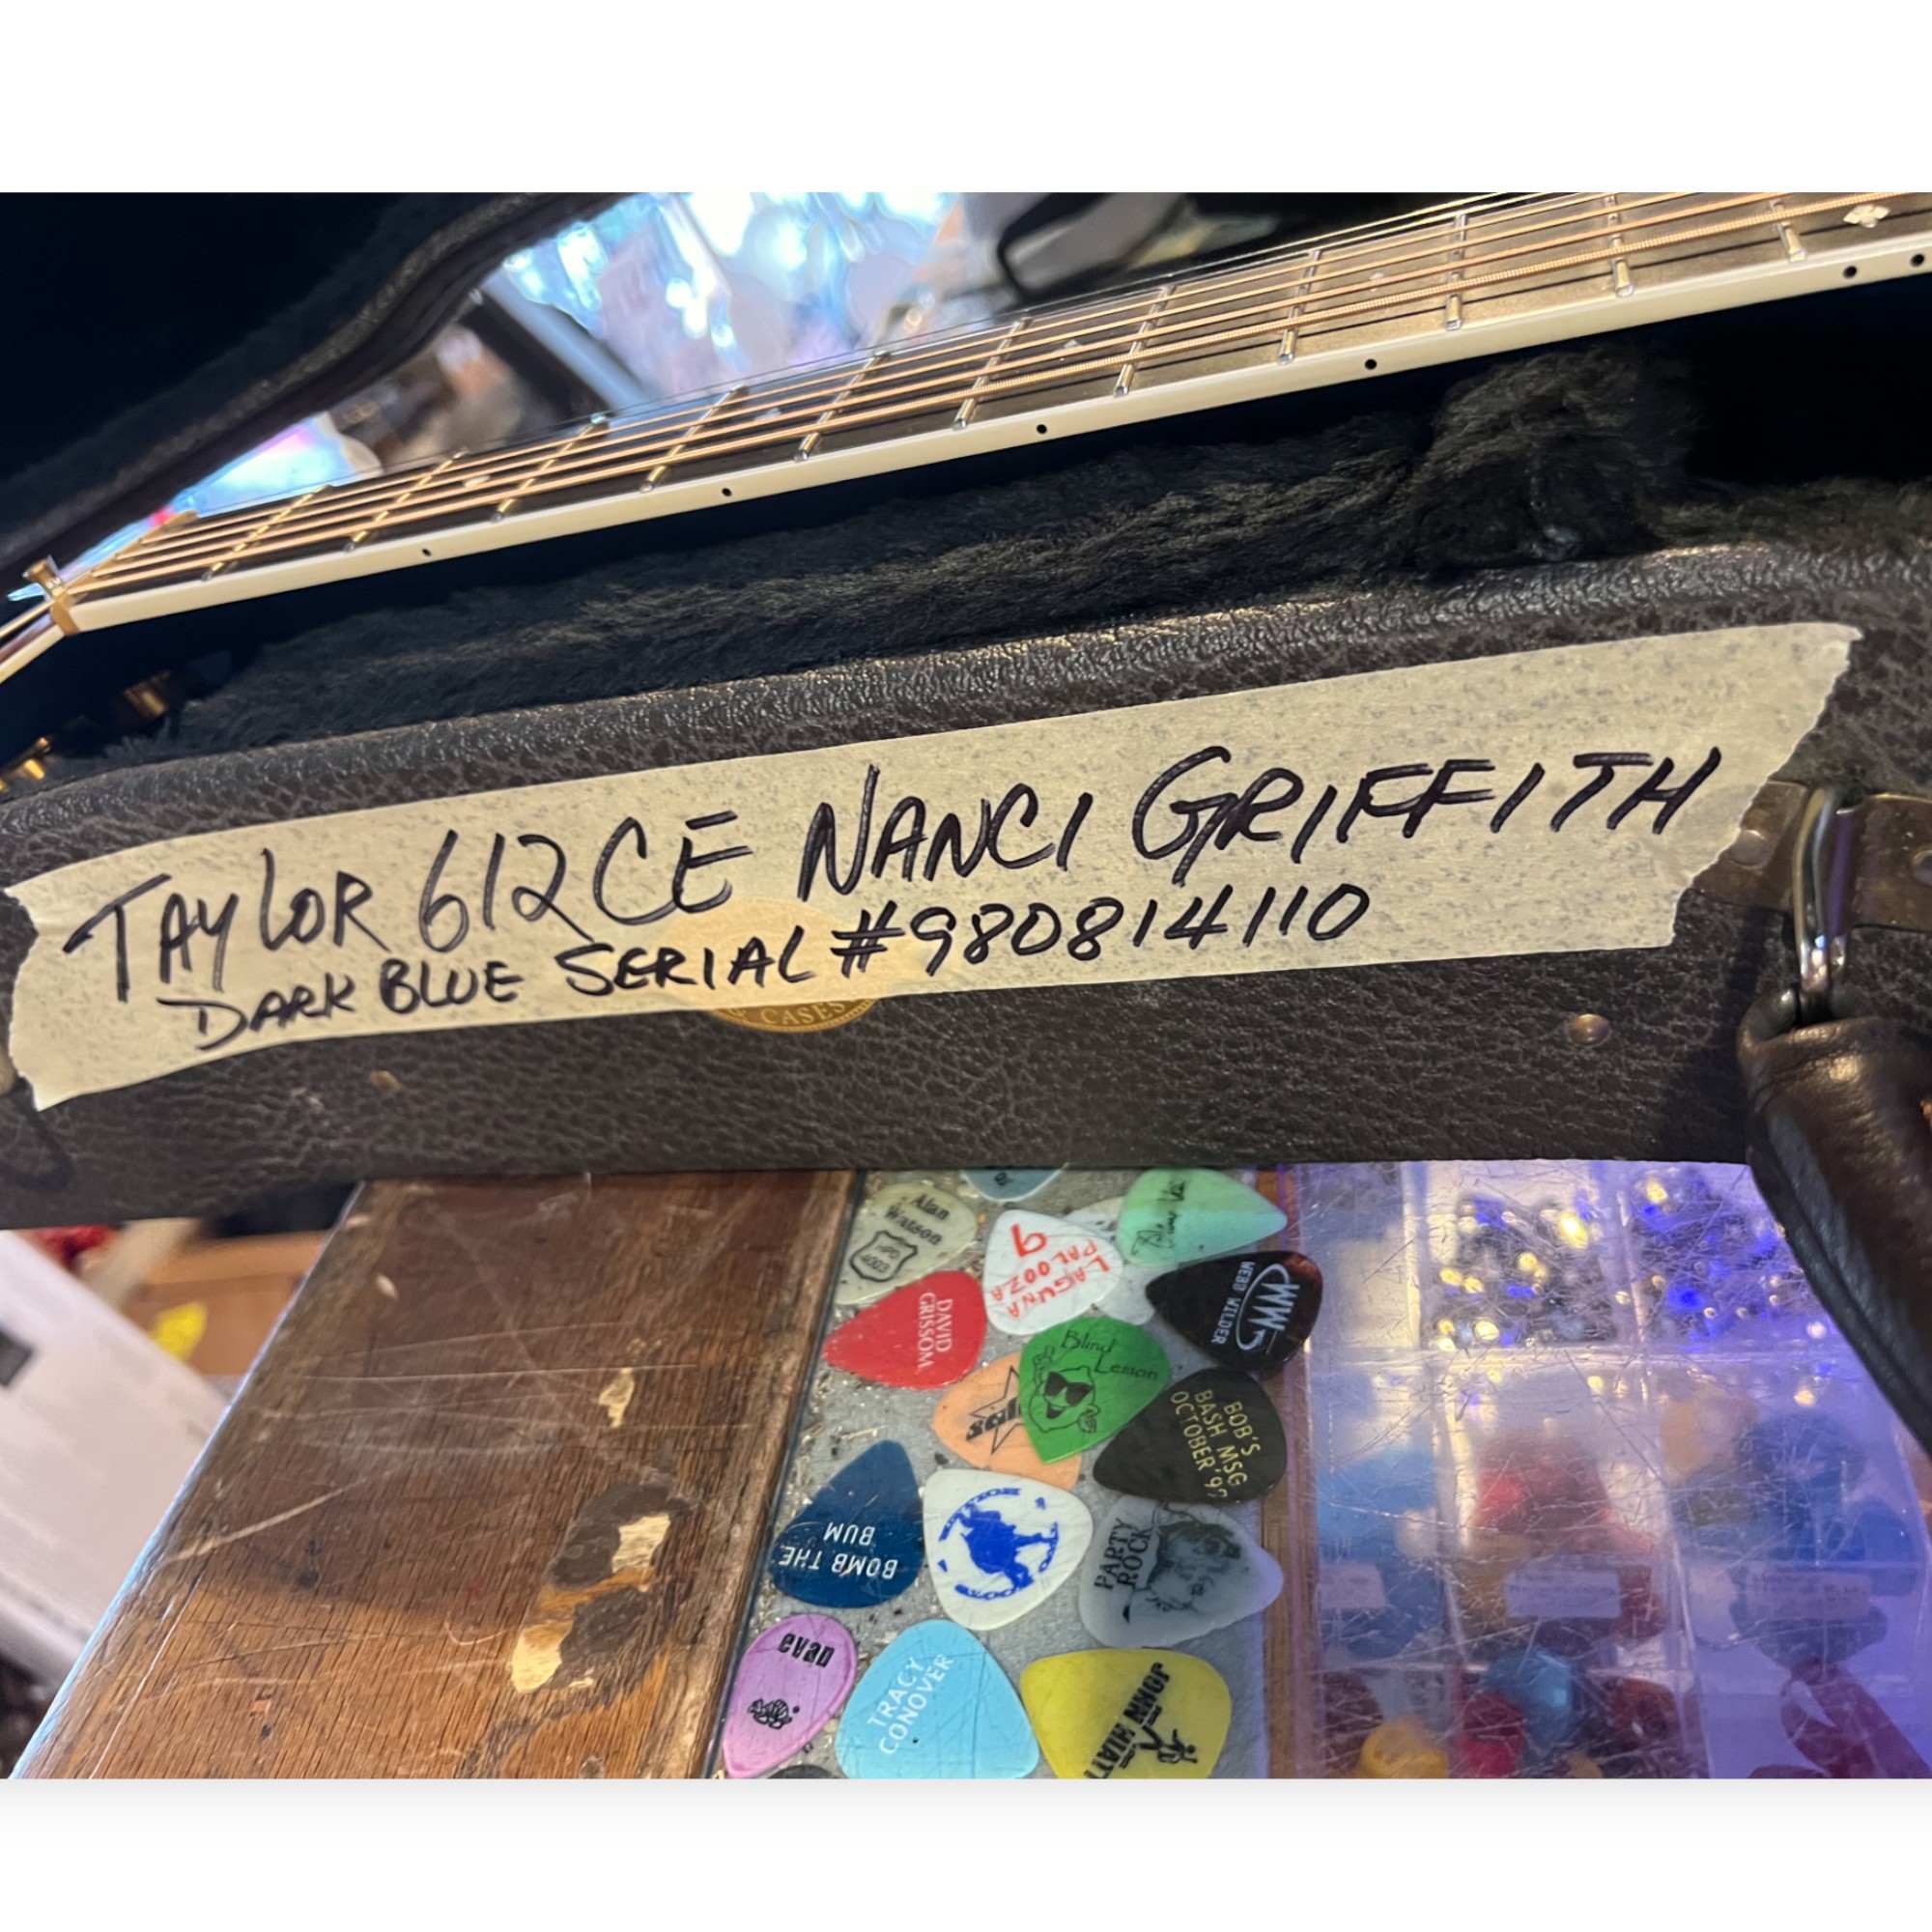 TAYLOR 612CE NANCI GRIFFITH
DARK BLUE SERIAL #980814110
CASES
Alan
Watson
LAGUNA
PALOOZA
9
WEBB WILDER
WW
DAVID
GRISSOM
Blind
Lemon
BOB'S
BASH MSG
OCTOBER '92
BOMB THE
BUM
PARTY
ROCK
evan
TRACY
CONOVER
JOHN HIATT